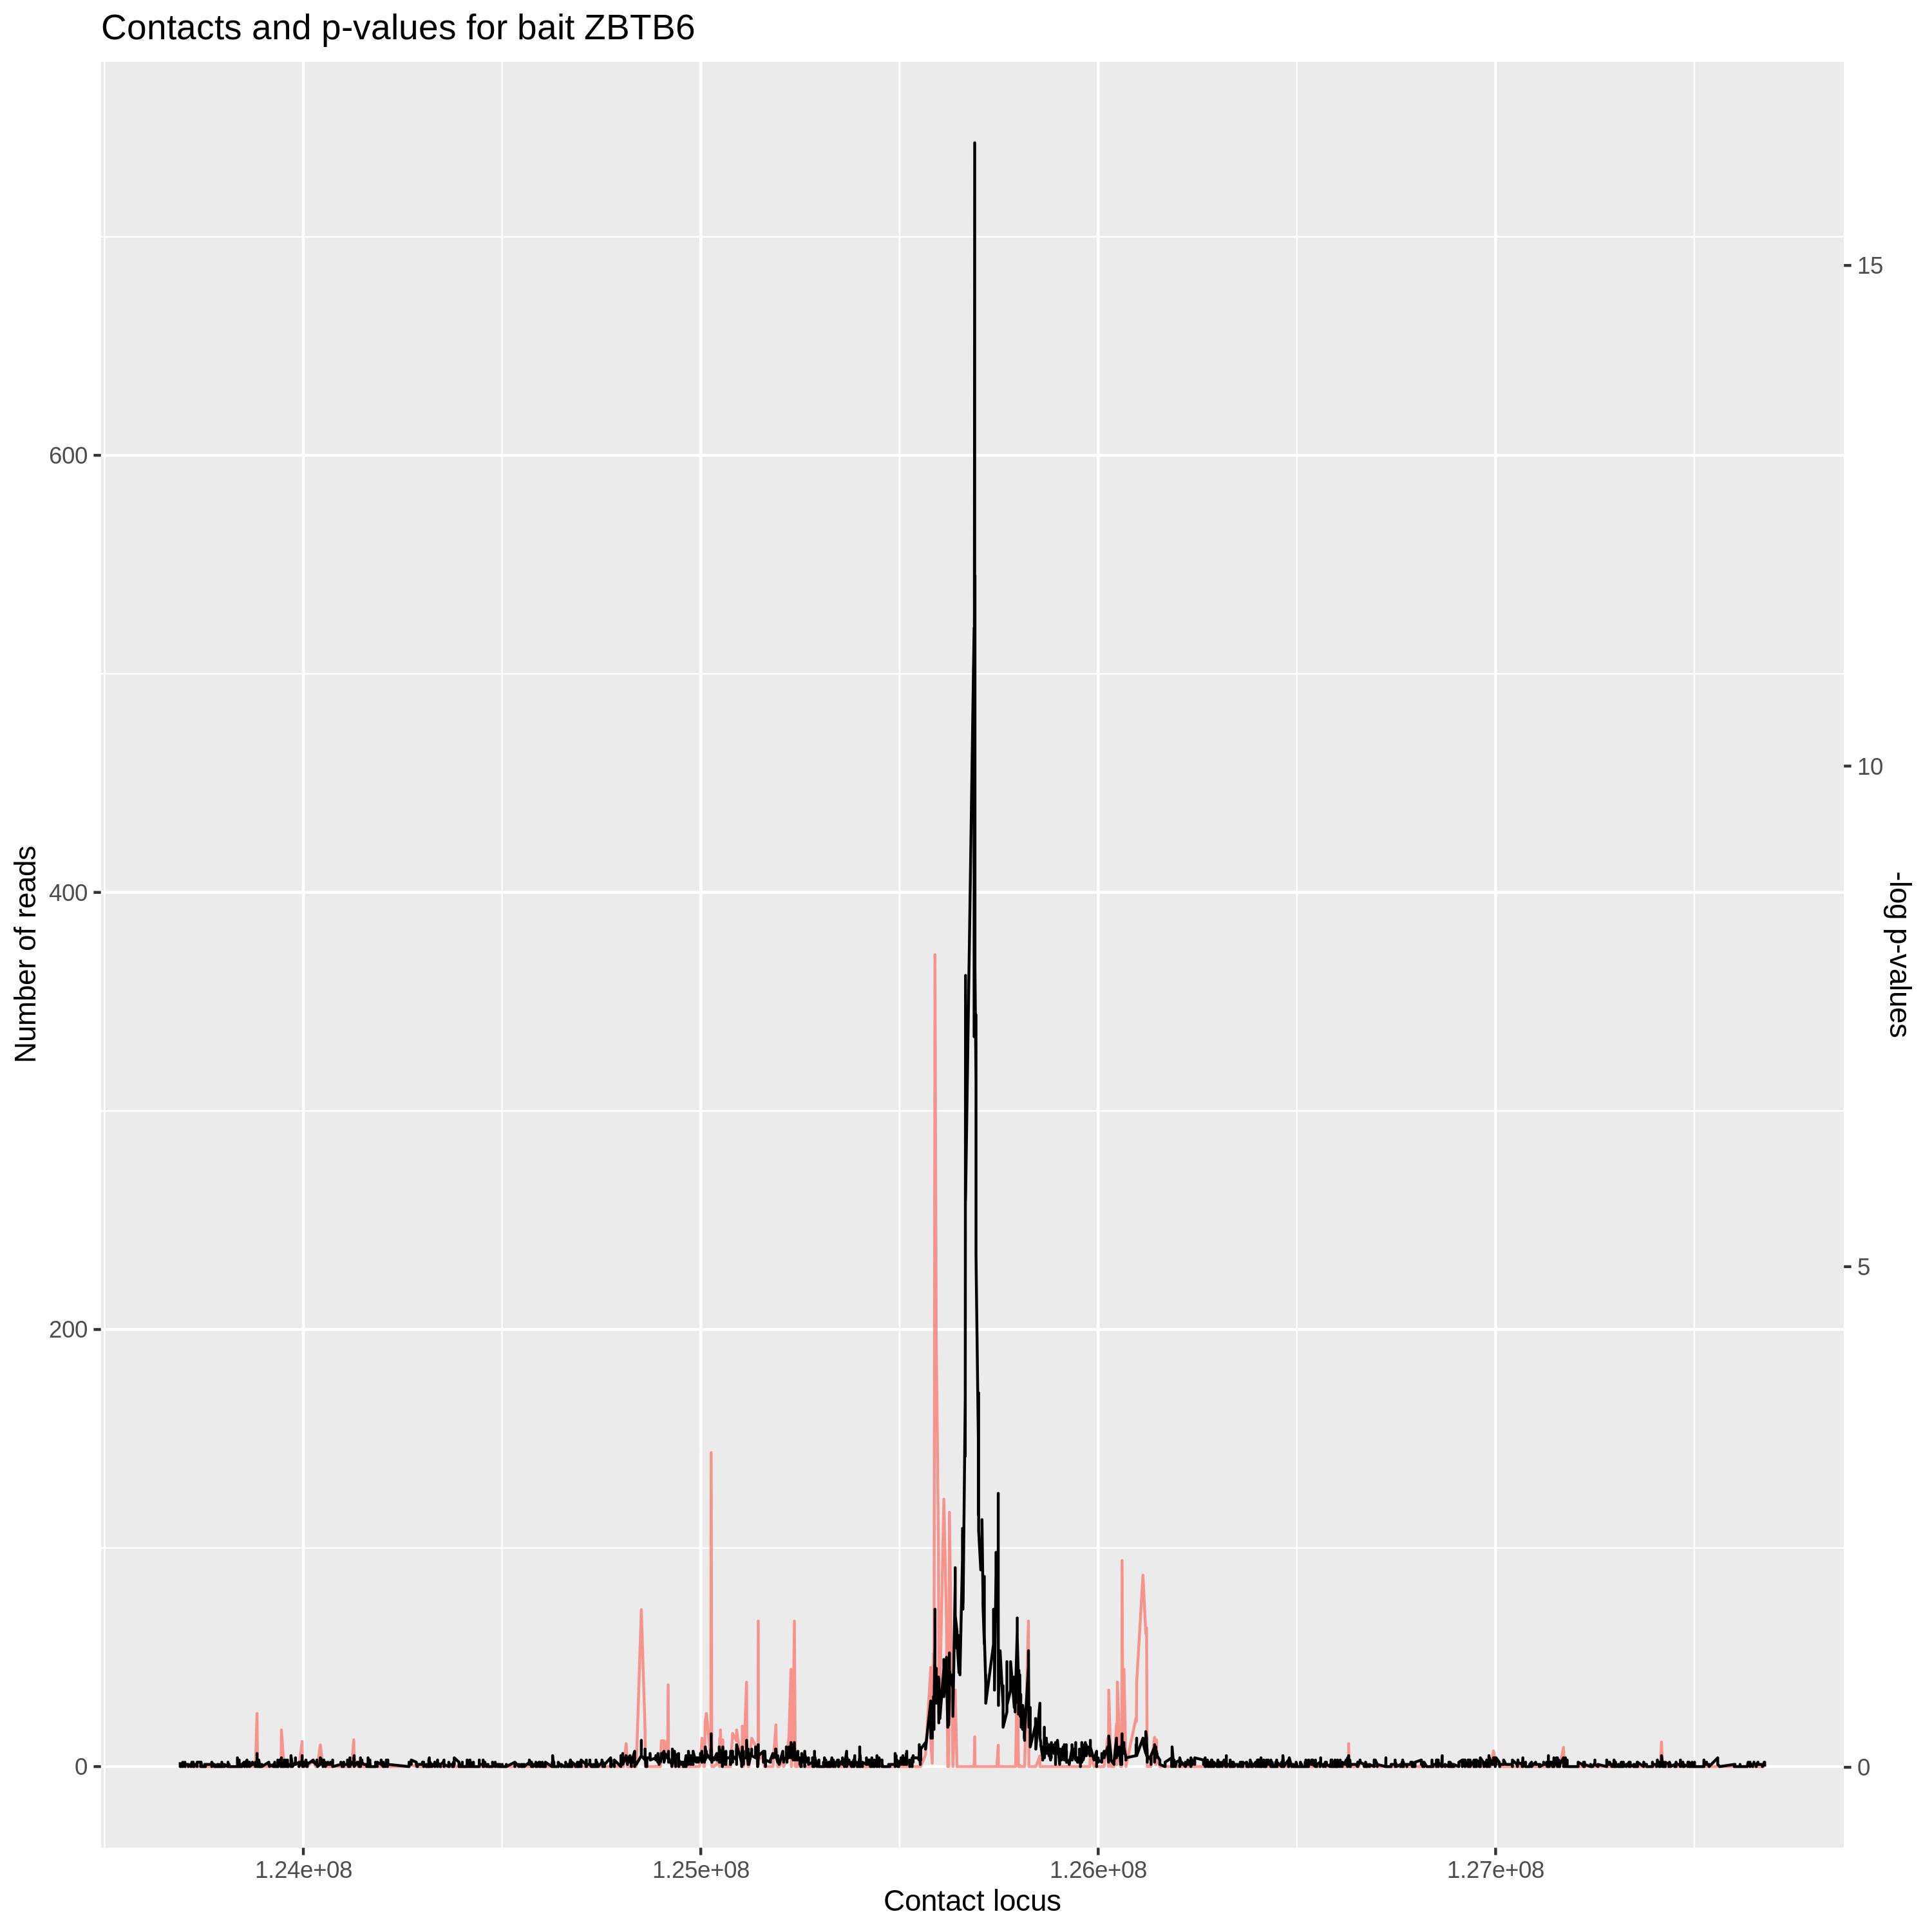 Contacts and p-values for bait ZBTB6
Number of reads
600
400
200
0
15
10
5
0
-log p-values
1.24e+08
1.25e+08
1.26e+08
1.27e+08
Contact locus